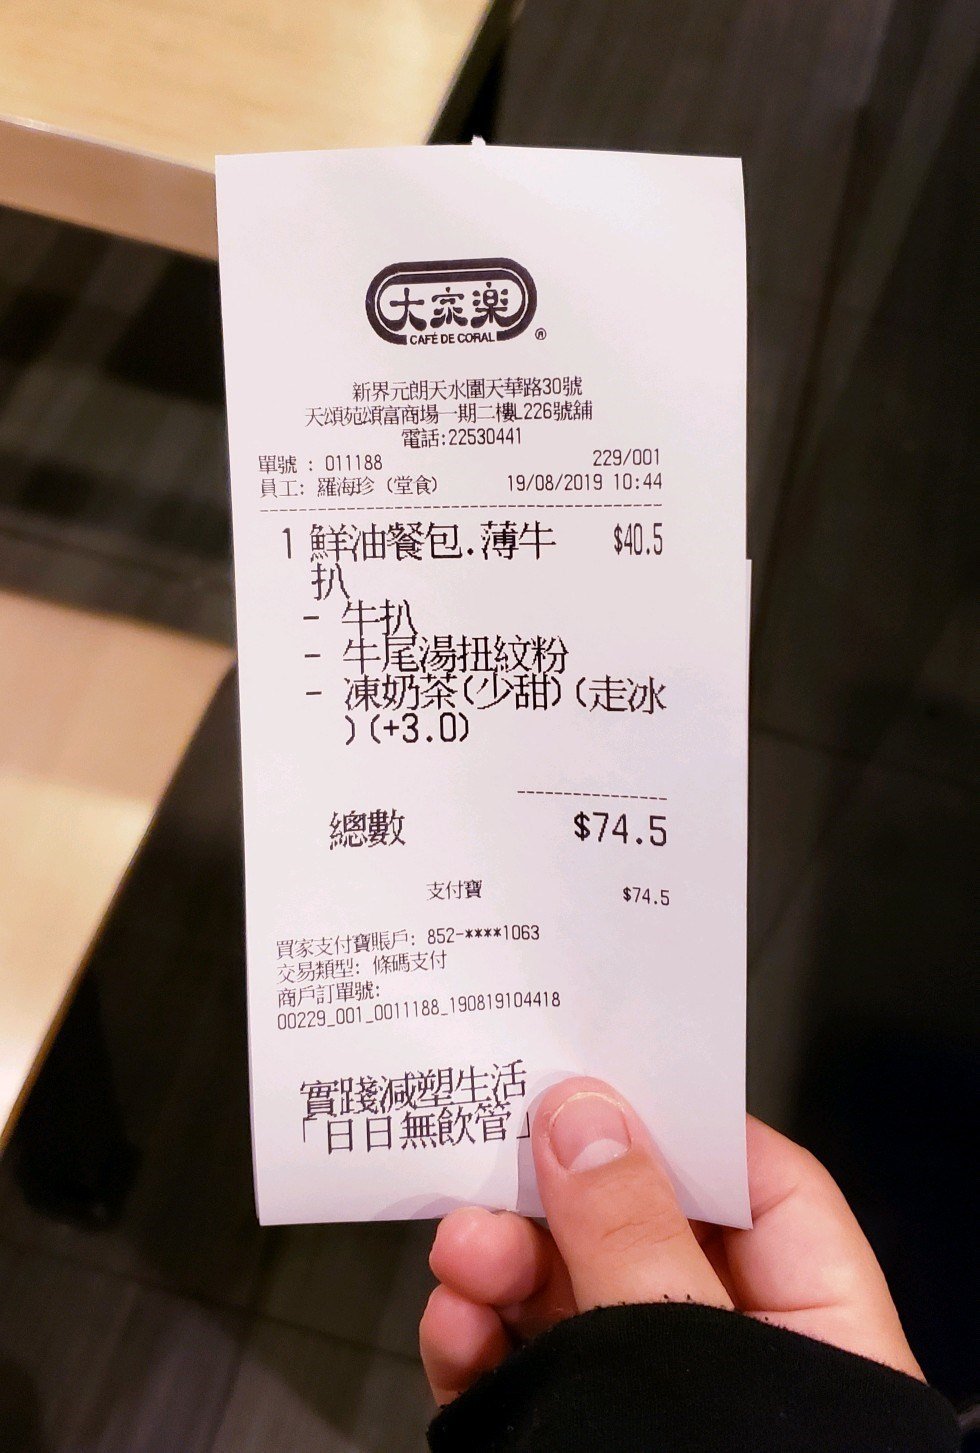 大家樂
CAFÉ DE CORAL ®
新界元朗天水圍天華路30號
天頌苑頌富商場一期二樓L226號舖
電話:22530441
單號 : 011188 229/001
員工: 羅海珍 (堂食) 19/08/2019 10:44
1 鮮油餐包.薄牛 $40.5
扒
- 牛扒
- 牛尾湯扭紋粉
- 凍奶茶(少甜)(走冰
)(+3.0)
總數 $74.5
支付寶 $74.5
買家支付寶賬戶: 852-****1063
交易類型: 條碼支付
商戶訂單號:
00229_001_0011188_190819104418
實踐減塑生活
「日日無飲管」